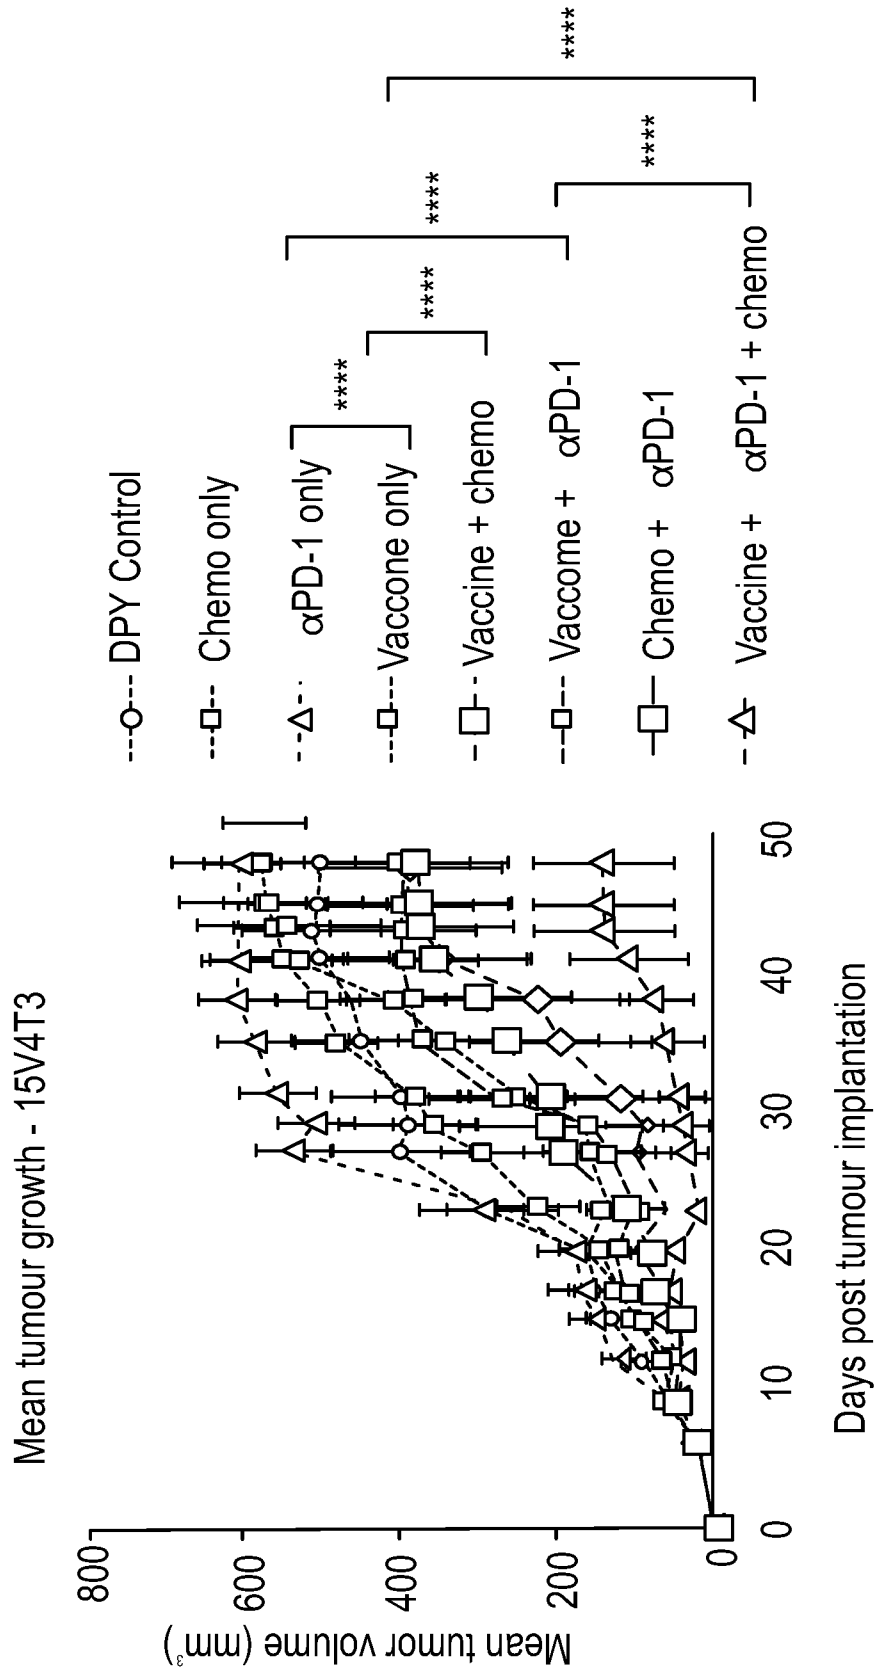 Mean tumour growth - 15V4T3
Mean tumor volume (mm³)
800
600
400
200
0
0
10
20
30
40
50
Days post tumour implantation
DPY Control
Chemo only
αPD-1 only
Vaccone only
Vaccine + chemo
Vaccome + αPD-1
Chemo + αPD-1
Vaccine + αPD-1 + chemo
****
****
****
****
****